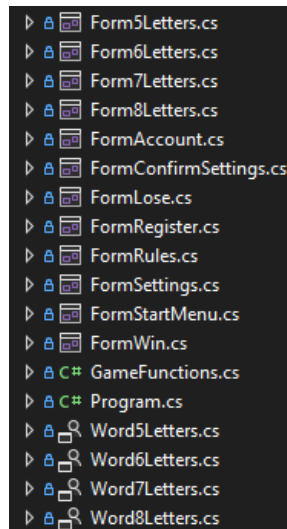 Form5Letters.cs
Form6Letters.cs
Form7Letters.cs
Form8Letters.cs
FormAccount.cs
FormConfirmSettings.cs
FormLose.cs
FormRegister.cs
FormRules.cs
FormSettings.cs
FormStartMenu.cs
FormWin.cs
C# GameFunctions.cs
C# Program.cs
Word5Letters.cs
Word6Letters.cs
Word7Letters.cs
Word8Letters.cs